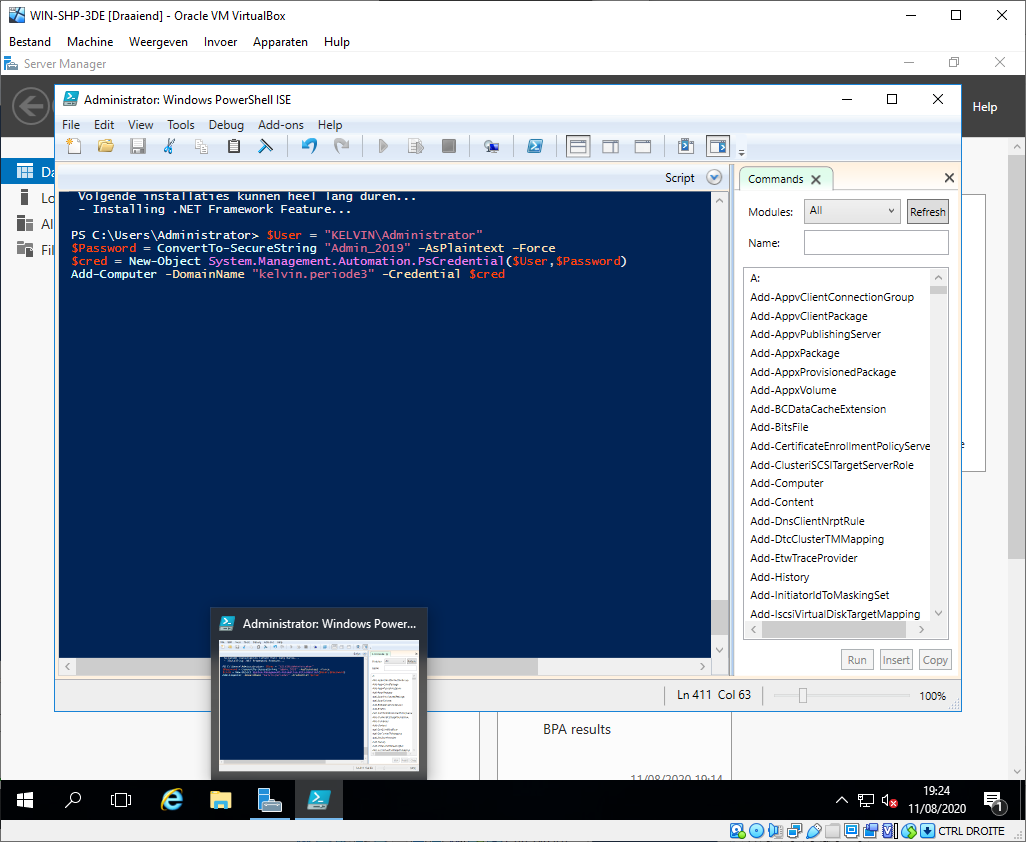 WIN-SHP-3DE [Draaiend] - Oracle VM VirtualBox
Bestand Machine Weergeven Invoer Apparaten Hulp
Server Manager
Administrator: Windows PowerShell ISE
Help
File Edit View Tools Debug Add-ons Help
Script
Commands
Modules: All Refresh
Name:
Volgende installaties kunnen heel lang duren...
- Installing .NET Framework Feature...
PS C:\Users\Administrator> $User = "KELVIN\Administrator"
$Password = ConvertTo-SecureString "Admin_2019" -AsPlaintext -Force
$cred = New-Object System.Management.Automation.PsCredential($User,$Password)
Add-Computer -DomainName "kelvin.periode3" -Credential $cred
Da
Lo
Al
Fil
A:
Add-AppvClientConnectionGroup
Add-AppvClientPackage
Add-AppvPublishingServer
Add-AppxPackage
Add-AppxProvisionedPackage
Add-AppxVolume
Add-BCDataCacheExtension
Add-BitsFile
Add-CertificateEnrollmentPolicyServe
Add-ClusteriSCSITargetServerRole
Add-Computer
Add-Content
Add-DnsClientNrptRule
Add-DtcClusterTMMapping
Add-EtwTraceProvider
Add-History
Add-InitiatorIdToMaskingSet
Add-IscsiVirtualDiskTargetMapping
Run Insert Copy
Ln 411 Col 63 100%
Administrator: Windows Power...
BPA results
11/08/2020 19:14
19:24
11/08/2020
1
CTRL DROITE